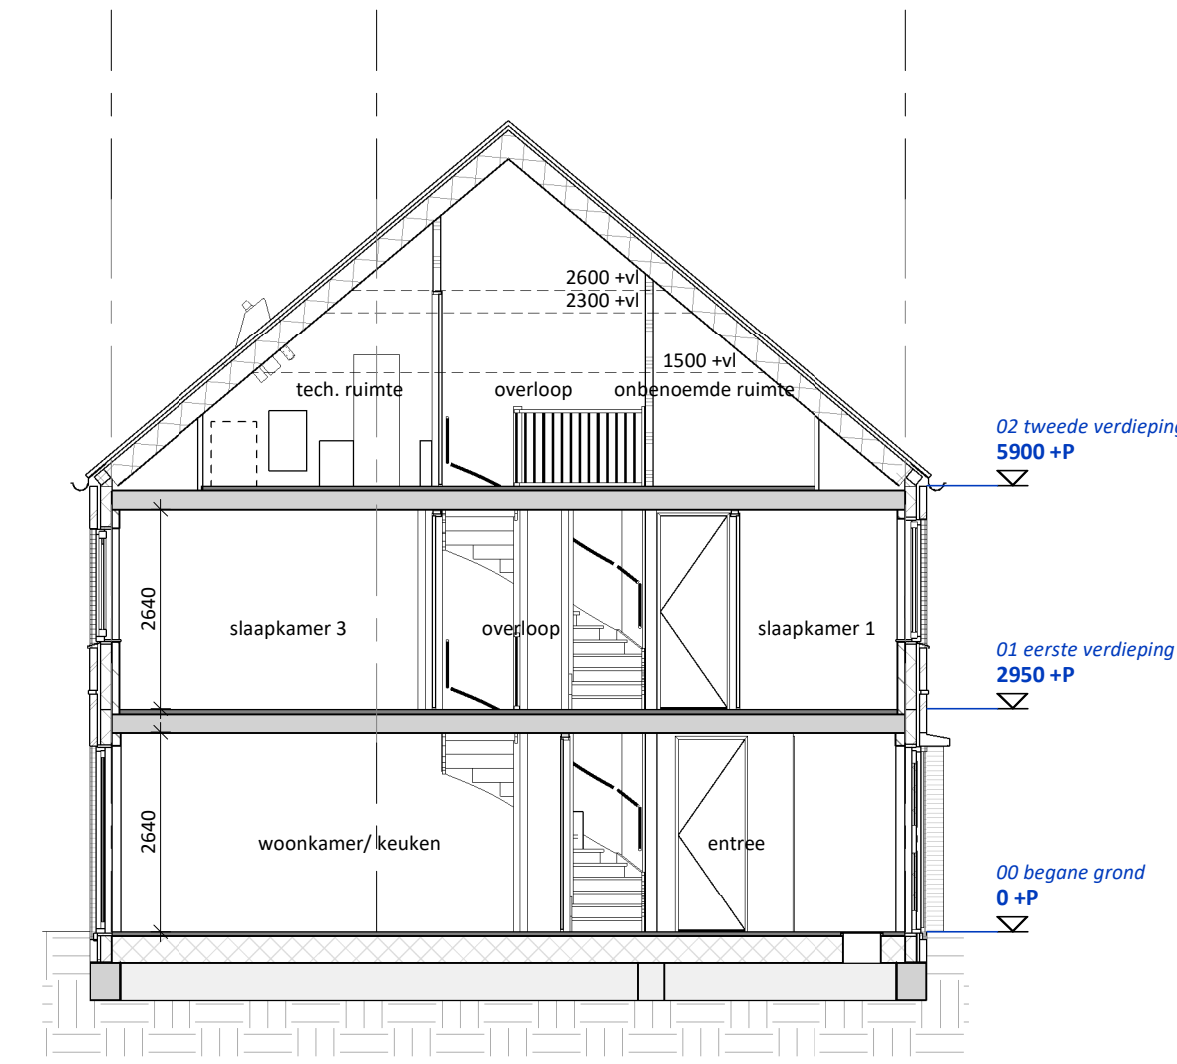 2600 +vl
2300 +vl
1500 +vl
tech. ruimte
overloop
onbenoemde ruimte
02 tweede verdieping
5900 +P
2640
slaapkamer 3
overloop
slaapkamer 1
01 eerste verdieping
2950 +P
2640
woonkamer/ keuken
entree
00 begane grond
0 +P